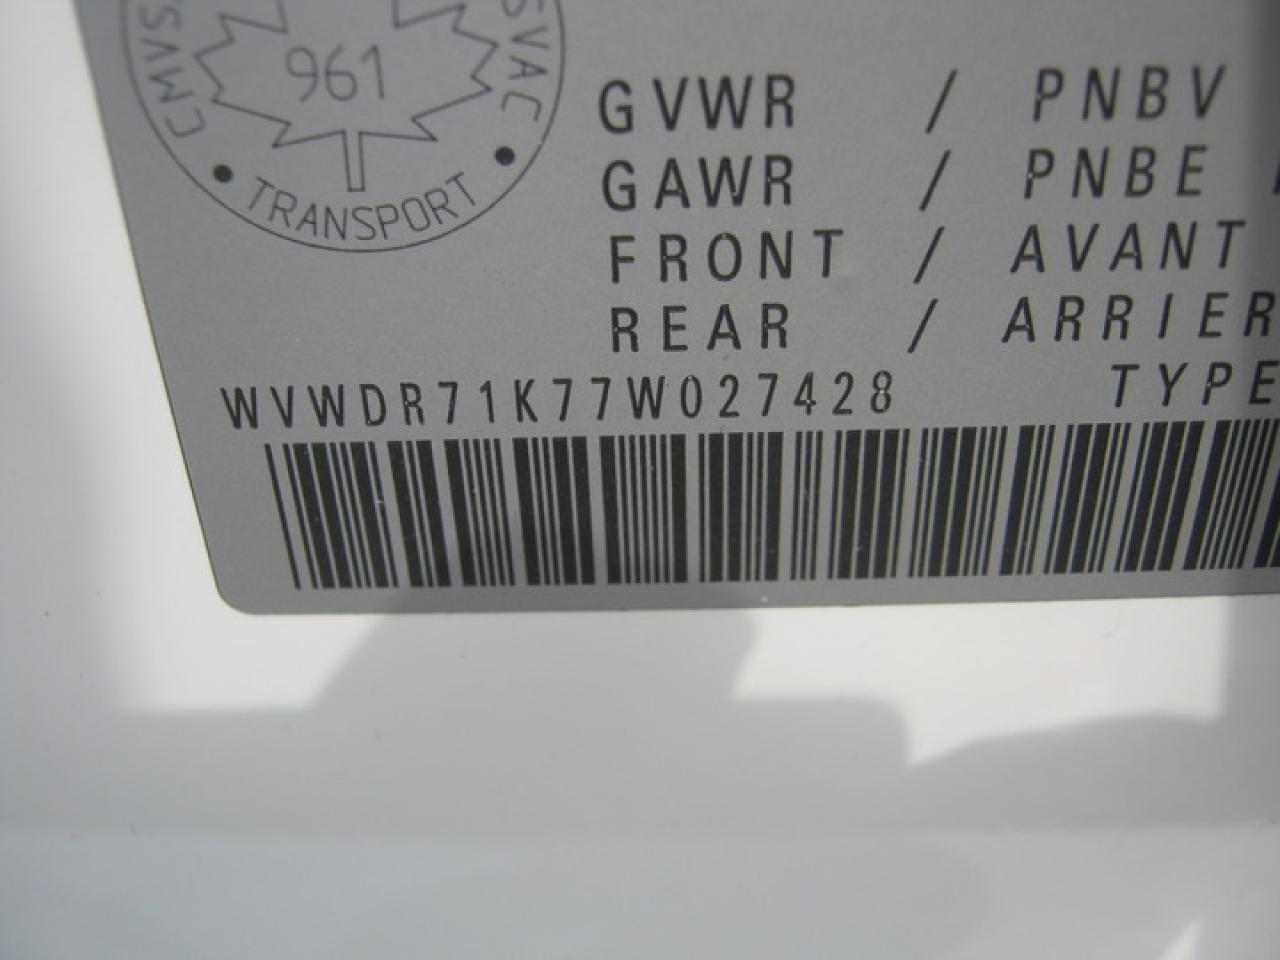 CMVS
SVAC
961
TRANSPORT
GVWR / PNBV
GAWR / PNBE
FRONT / AVANT
REAR / ARRIER
WVWDR71K77W027428 TYPE